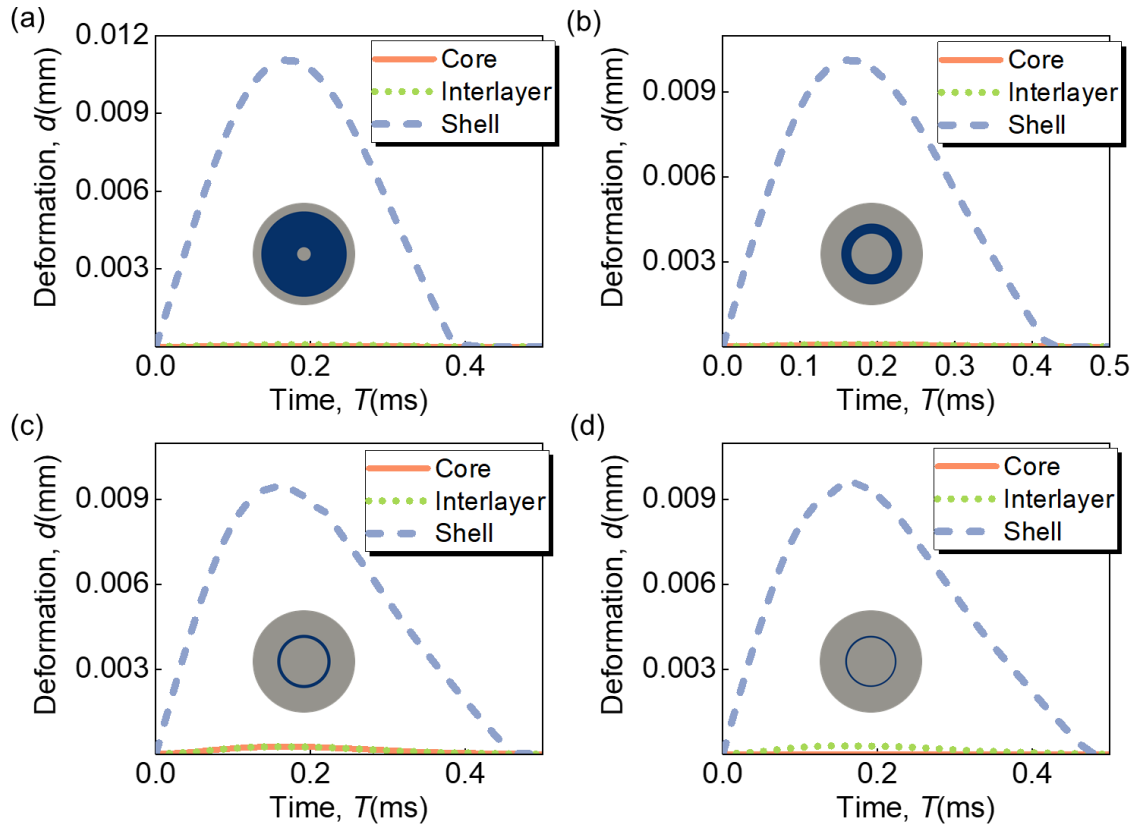 (a)
Deformation, d(mm)
0.012
0.009
0.006
0.003
0.0
0.2
0.4
Time, T(ms)
Core
Interlayer
Shell
(b)
Deformation, d(mm)
0.009
0.006
0.003
0.0
0.1
0.2
0.3
0.4
0.5
Time, T(ms)
Core
Interlayer
Shell
(c)
Deformation, d(mm)
0.009
0.006
0.003
0.0
0.2
0.4
Time, T(ms)
Core
Interlayer
Shell
(d)
Deformation, d(mm)
0.009
0.006
0.003
0.0
0.2
0.4
Time, T(ms)
Core
Interlayer
Shell